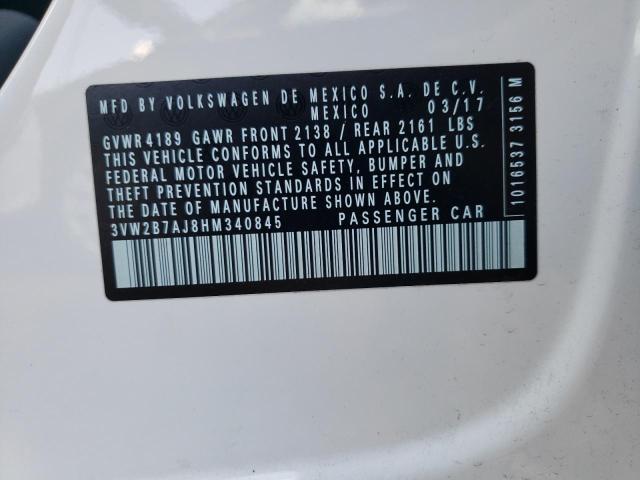 MFD BY VOLKSWAGEN DE MEXICO S.A. DE C.V.
MEXICO 03/17
GVWR 4189 GAWR FRONT 2138 / REAR 2161 LBS
THIS VEHICLE CONFORMS TO ALL APPLICABLE U.S.
FEDERAL MOTOR VEHICLE SAFETY, BUMPER AND
THEFT PREVENTION STANDARDS IN EFFECT ON
THE DATE OF MANUFACTURE SHOWN ABOVE.
3VW2B7AJ8HM340845 PASSENGER CAR
1016537 3156 M